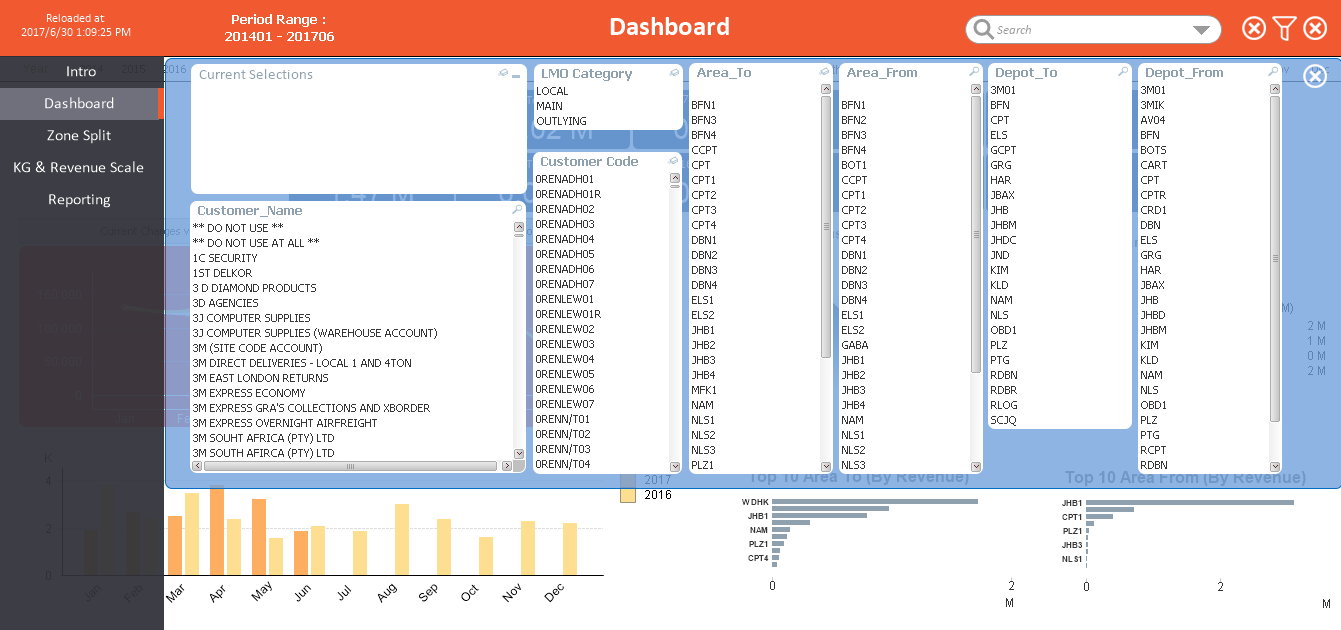 Reloaded at
2017/6/30 1:09:25 PM
Period Range :
201401 - 201706
Dashboard
Search
Intro
Dashboard
Zone Split
KG & Revenue Scale
Reporting
Current Selections
Customer_Name
** DO NOT USE **
** DO NOT USE AT ALL **
1C SECURITY
1ST DELKOR
3 D DIAMOND PRODUCTS
3D AGENCIES
3J COMPUTER SUPPLIES
3J COMPUTER SUPPLIES (WAREHOUSE ACCOUNT)
3M (SITE CODE ACCOUNT)
3M DIRECT DELIVERIES - LOCAL 1 AND 4TON
3M EAST LONDON RETURNS
3M EXPRESS ECONOMY
3M EXPRESS GRA'S COLLECTIONS AND XBORDER
3M EXPRESS OVERNIGHT AIRFREIGHT
3M SOUHT AFRICA (PTY) LTD
3M SOUTH AFIRCA (PTY) LTD
LMO Category
LOCAL
MAIN
OUTLYING
Customer Code
0RENADH01
0RENADH01R
0RENADH02
0RENADH03
0RENADH04
0RENADH05
0RENADH06
0RENADH07
0RENLEW01
0RENLEW01R
0RENLEW02
0RENLEW03
0RENLEW04
0RENLEW05
0RENLEW06
0RENLEW07
0RENN/T01
0RENN/T02
0RENN/T03
0RENN/T04
Area_To
BFN1
BFN3
BFN4
CCPT
CPT
CPT1
CPT2
CPT3
CPT4
DBN1
DBN2
DBN3
DBN4
ELS1
ELS2
JHB1
JHB2
JHB3
JHB4
MFK1
NAM
NLS1
NLS2
NLS3
PLZ1
Area_From
BFN1
BFN2
BFN3
BFN4
BOT1
CCPT
CPT1
CPT2
CPT3
CPT4
DBN1
DBN2
DBN3
DBN4
ELS1
ELS2
GABA
JHB1
JHB2
JHB3
JHB4
NAM
NLS1
NLS2
NLS3
Depot_To
3M01
BFN
CPT
ELS
GCPT
GRG
HAR
JBAX
JHB
JHBM
JHDC
JND
KIM
KLD
NAM
NLS
OBD1
PLZ
PTG
RDBN
RDBR
RLOG
SCJQ
Depot_From
3M01
3MIK
AV04
BFN
BOTS
CART
CPT
CPTR
CRD1
DBN
ELS
GRG
HAR
JBAX
JHB
JHBD
JHBM
KIM
KLD
NAM
NLS
OBD1
PLZ
PTG
RCPT
RDBN
2 M
1 M
0 M
2 M
K
4
2
0
Jan
Feb
Mar
Apr
May
Jun
Jul
Aug
Sep
Oct
Nov
Dec
2017
2016
Top 10 Area To (By Revenue)
WDHK
JHB1
NAM
PLZ1
CPT4
0
2
M
Top 10 Area From (By Revenue)
JHB1
CPT1
PLZ1
JHB3
NLS1
0
2
M